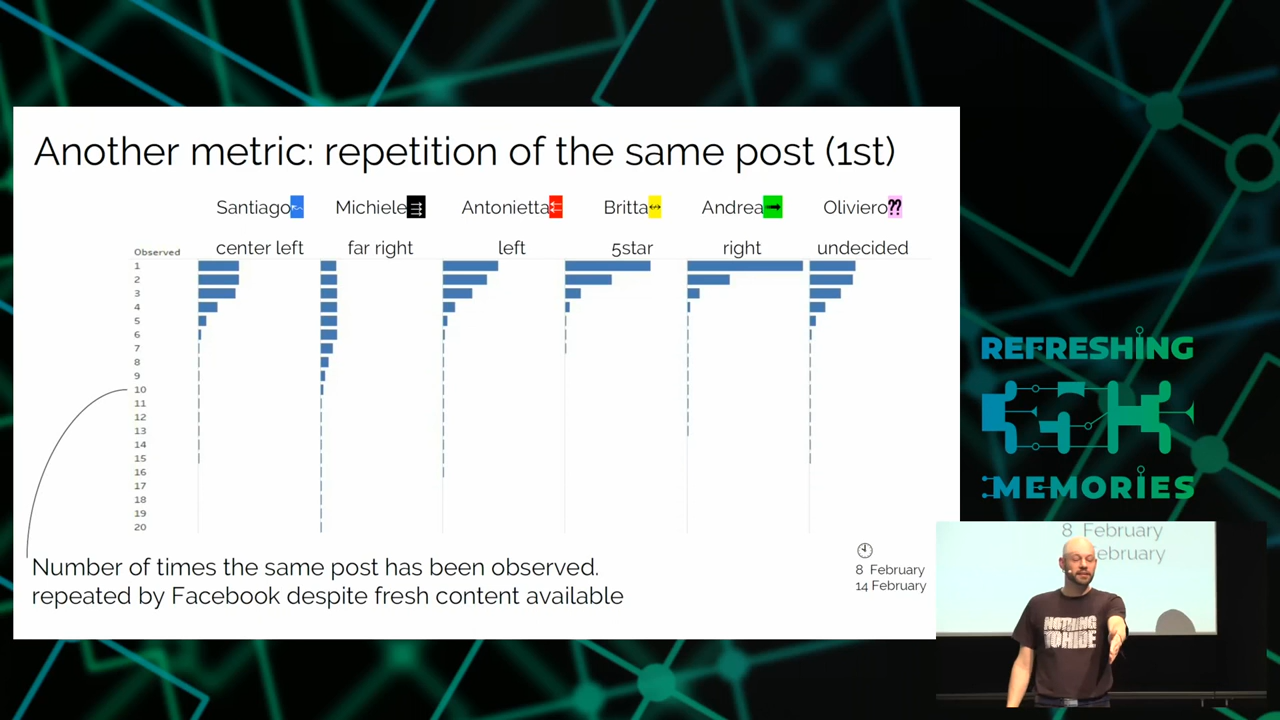 Another metric: repetition of the same post (1st)
Santiago Michiele Antonietta Britta Andrea Oliviero??
center left far right left 5star right undecided
Observed
1
2
3
4
5
6
7
8
9
10
11
12
13
14
15
16
17
18
19
20
Number of times the same post has been observed.
repeated by Facebook despite fresh content available
8 February
14 February
REFRESHING
MEMORIES
8 February
ebruary
NOTHING
TO HIDE